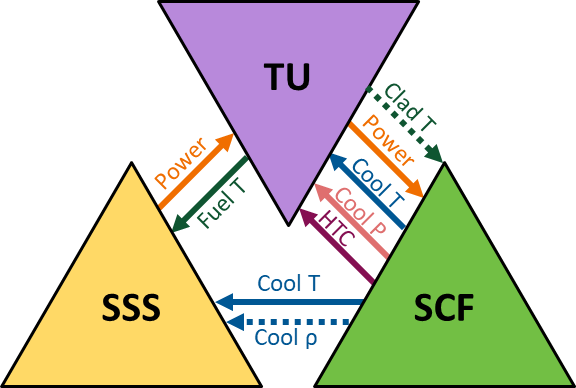 TU
Clad T
Power
Power
Cool T
Fuel T
Cool P
HTC
Cool T
SSS
SCF
Cool ρ